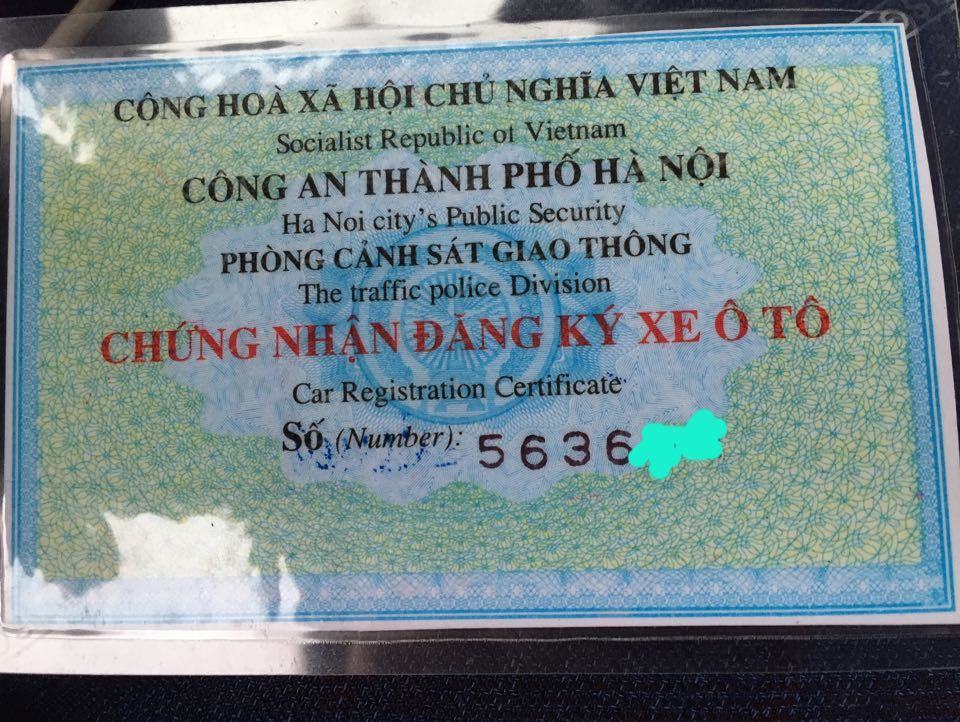 CỘNG HOÀ XÃ HỘI CHỦ NGHĨA VIỆT NAM
Socialist Republic of Vietnam
CÔNG AN THÀNH PHỐ HÀ NỘI
Ha Noi city's Public Security
PHÒNG CẢNH SÁT GIAO THÔNG
The traffic police Division
CHỨNG NHẬN ĐĂNG KÝ XE Ô TÔ
Car Registration Certificate
Số (Number): 5636